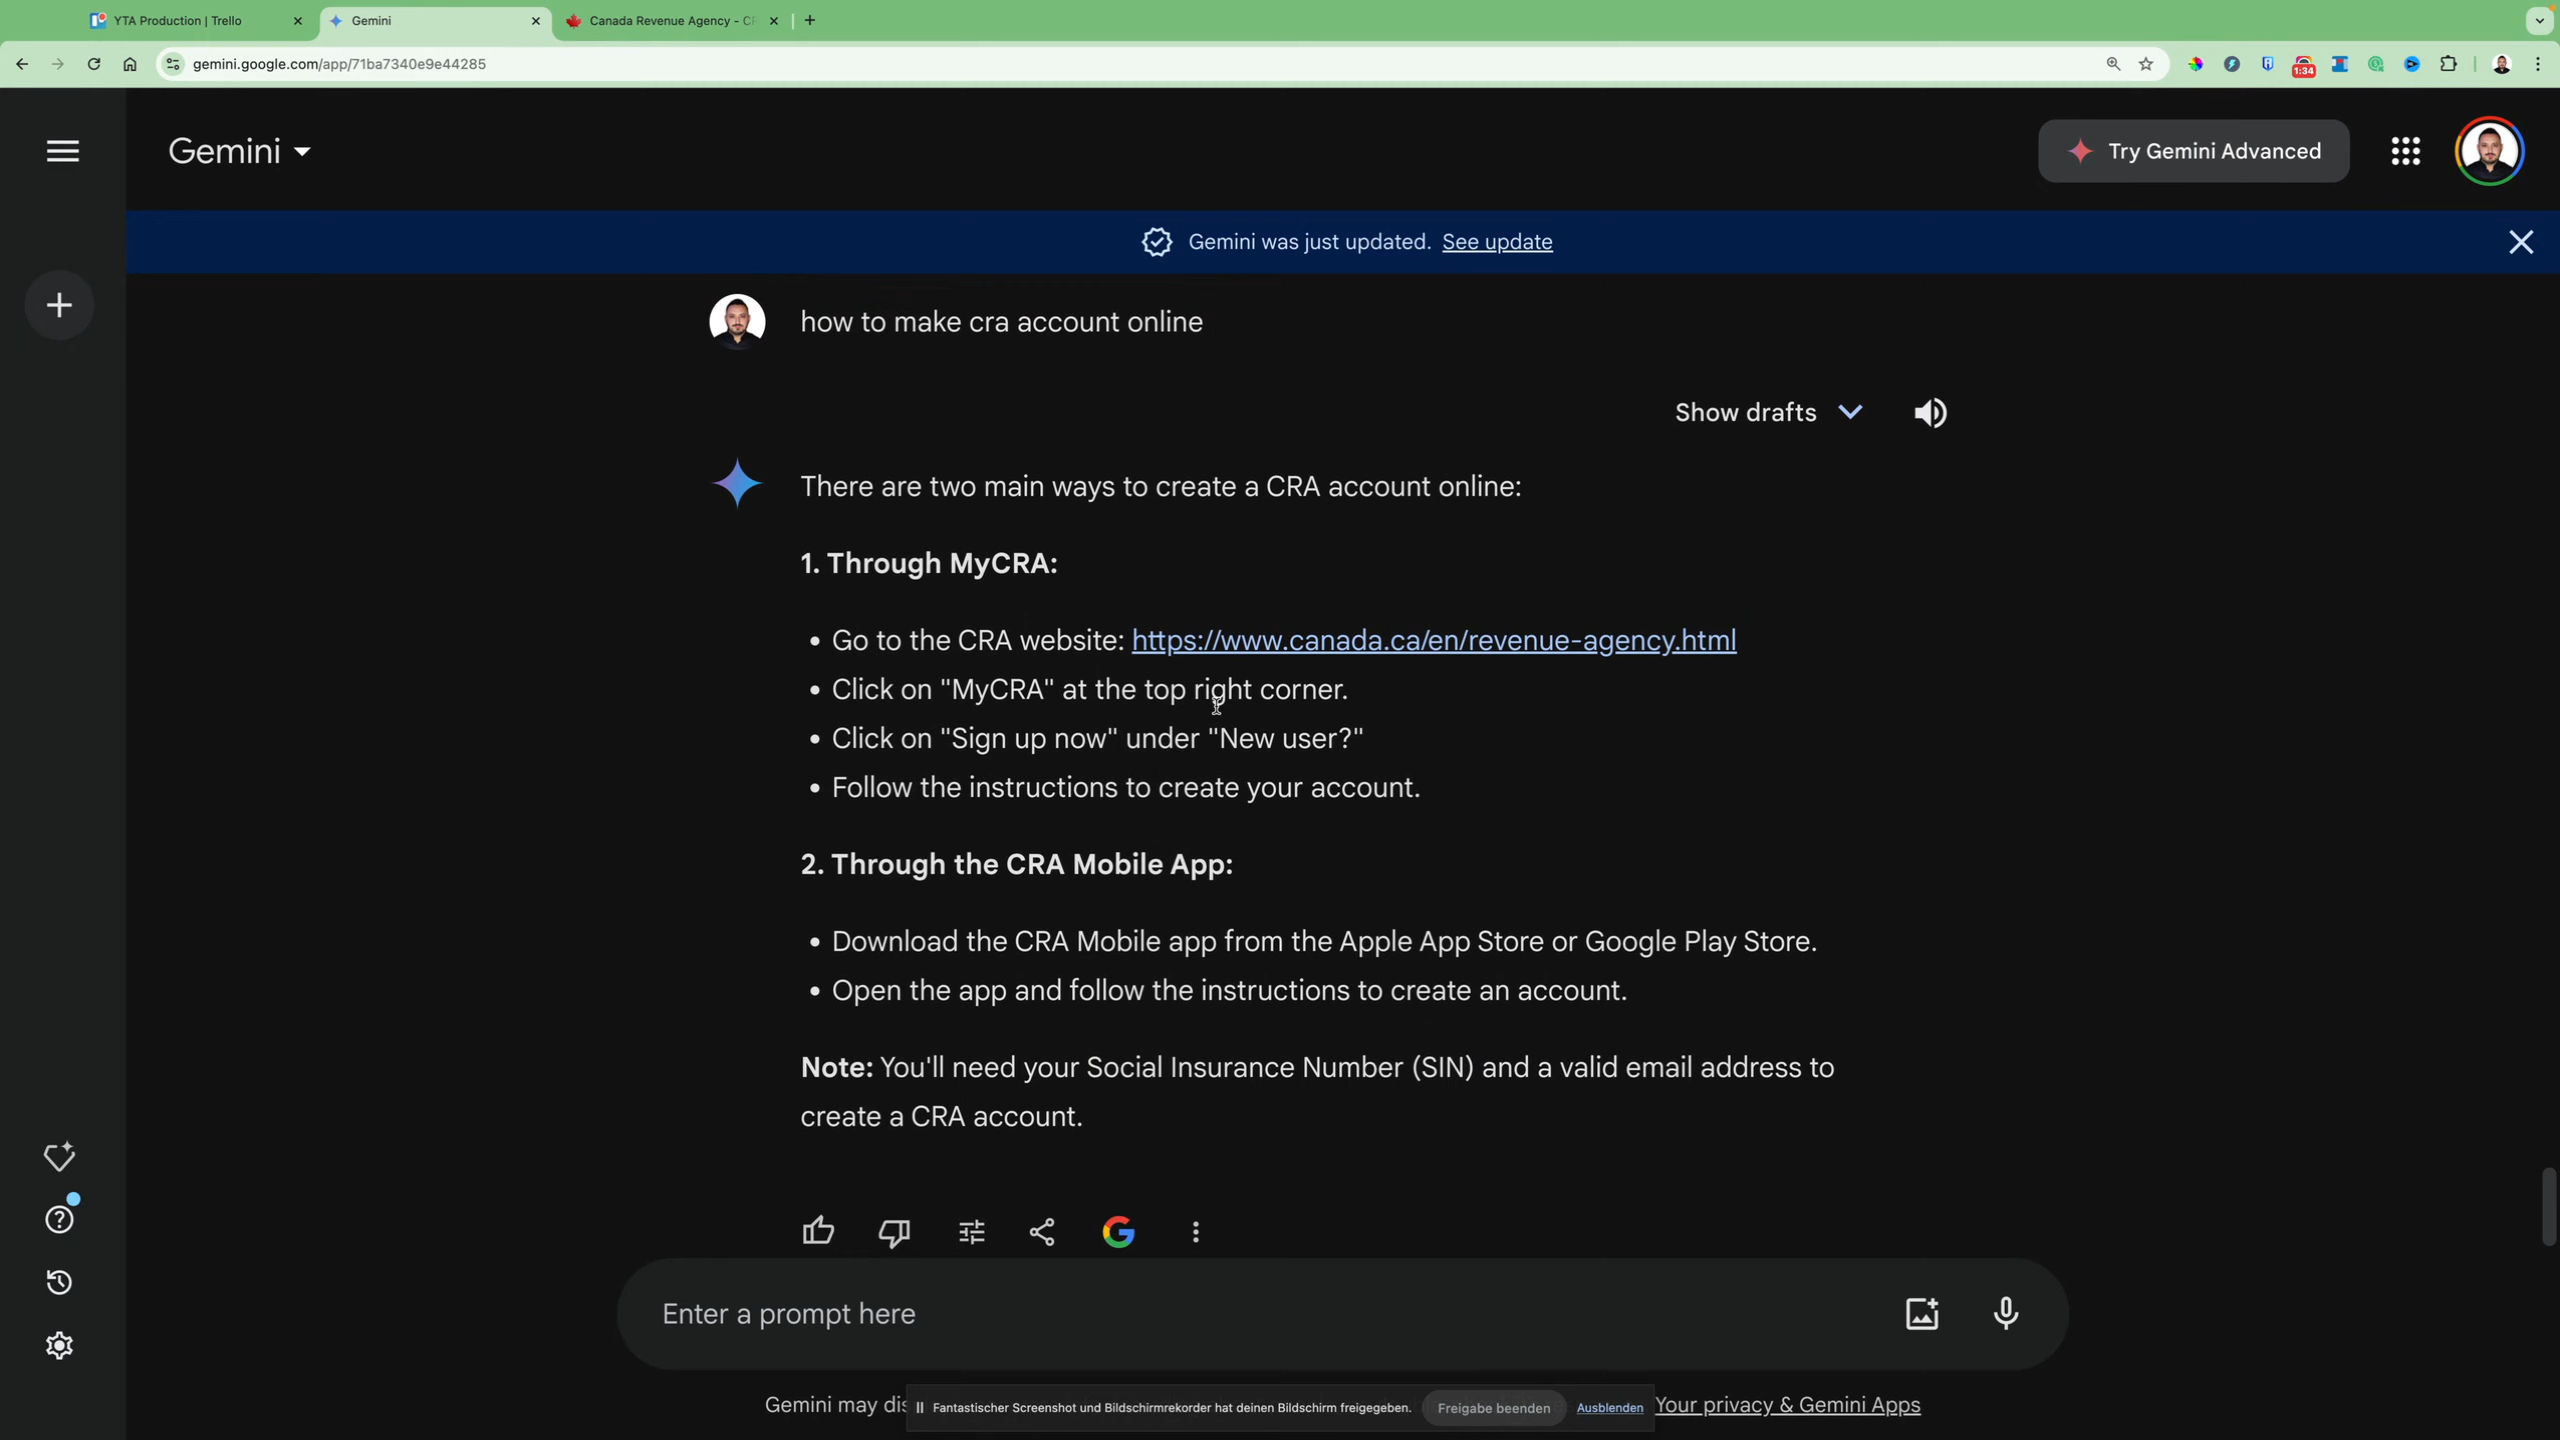 YTA Production | Trello
Gemini
Canada Revenue Agency - C
gemini.google.com/app/71ba7340e9e44285
1:34
Gemini
Try Gemini Advanced
Gemini was just updated. See update
how to make cra account online
Show drafts
There are two main ways to create a CRA account online:
1. Through MyCRA:
• Go to the CRA website: https://www.canada.ca/en/revenue-agency.html
• Click on "MyCRA" at the top right corner.
• Click on "Sign up now" under "New user?"
• Follow the instructions to create your account.
2. Through the CRA Mobile App:
• Download the CRA Mobile app from the Apple App Store or Google Play Store.
• Open the app and follow the instructions to create an account.
Note: You'll need your Social Insurance Number (SIN) and a valid email address to
create a CRA account.
Enter a prompt here
Gemini may dis
Fantastischer Screenshot und Bildschirmrekorder hat deinen Bildschirm freigegeben. Freigabe beenden Ausblenden
Your privacy & Gemini Apps